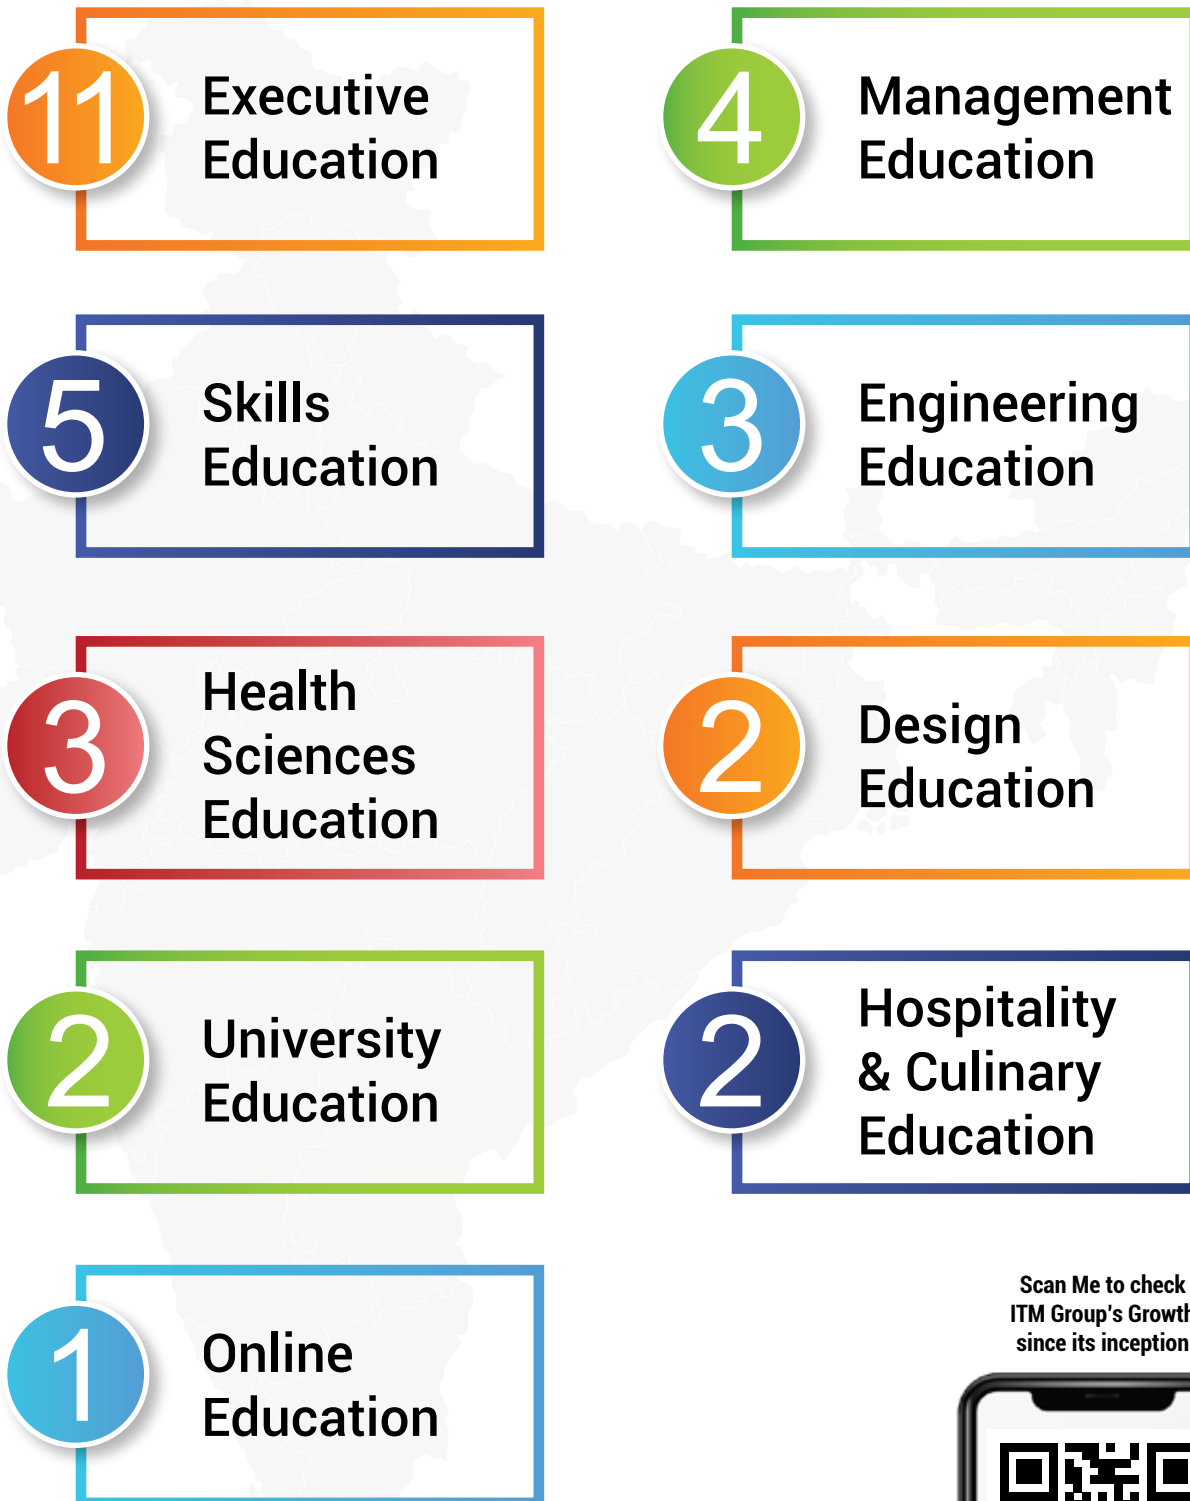 11
Executive
Education
4
Management
Education
5
Skills
Education
3
Engineering
Education
3
Health
Sciences
Education
2
Design
Education
2
University
Education
2
Hospitality
& Culinary
Education
1
Online
Education
Scan Me to check
ITM Group's Growth
since its inception